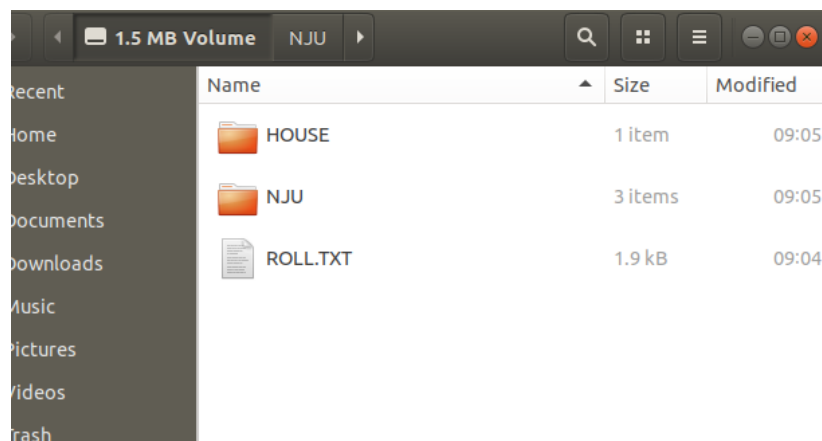 1.5 MB Volume NJU
Name Size Modified
Recent
HOUSE 1 item 09:05
Home
Desktop
NJU 3 items 09:05
Documents
Downloads
ROLL.TXT 1.9 kB 09:04
Music
Pictures
Videos
Trash